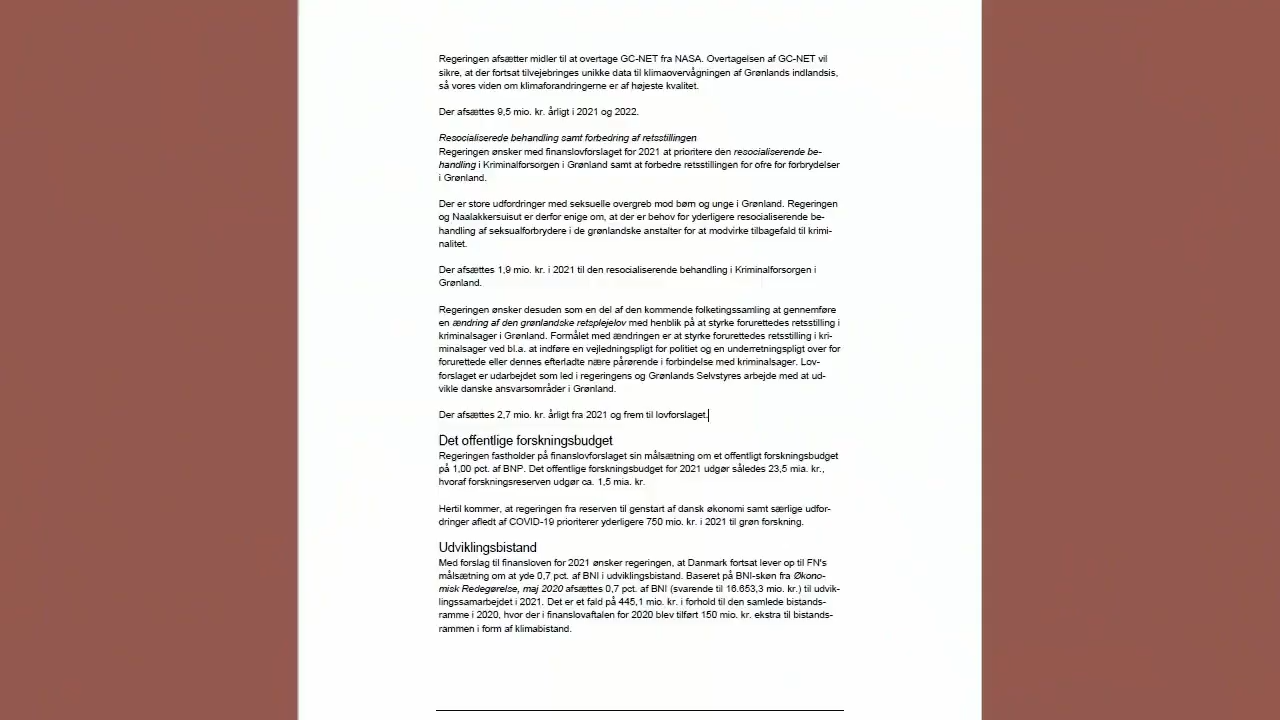 Regeringen afsætter midler til at overtage GC-NET fra NASA. Overtagelsen af GC-NET vil
sikre, at der fortsat tilvejebringes unikke data til klimaovervågningen af Grønlands indlandsis,
så vores viden om klimaforandringerne er af højeste kvalitet.
Der afsættes 9,5 mio. kr. årligt i 2021 og 2022.
Resocialiserede behandling samt forbedring af retsstillingen
Regeringen ønsker med finanslovforslaget for 2021 at prioritere den resocialiserende be-
handling i Kriminalforsorgen i Grønland samt at forbedre retsstillingen for ofre for forbrydelser
i Grønland.
Der er store udfordringer med seksuelle overgreb mod børn og unge i Grønland. Regeringen
og Naalakkersuisut er derfor enige om, at der er behov for yderligere resocialiserende be-
handling af seksualforbrydere i de grønlandske anstalter for at modvirke tilbagefald til krimi-
nalitet.
Der afsættes 1,9 mio. kr. i 2021 til den resocialiserende behandling i Kriminalforsorgen i
Grønland.
Regeringen ønsker desuden som en del af den kommende folketingssamling at gennemføre
en ændring af den grønlandske retsplejelov med henblik på at styrke forurettedes retsstilling i
kriminalsager i Grønland. Formålet med ændringen er at styrke forurettedes retsstilling i kri-
minalsager ved bl.a. at indføre en vejledningspligt for politiet og en underretningspligt over for
forurettede eller dennes efterladte nære pårørende i forbindelse med kriminalsager. Lov-
forslaget er udarbejdet som led i regeringens og Grønlands Selvstyres arbejde med at ud-
vikle danske ansvarsområder i Grønland.
Der afsættes 2,7 mio. kr. årligt fra 2021 og frem til lovforslaget.
Det offentlige forskningsbudget
Regeringen fastholder på finanslovforslaget sin målsætning om et offentligt forskningsbudget
på 1,00 pct. af BNP. Det offentlige forskningsbudget for 2021 udgør således 23,5 mia. kr.,
hvoraf forskningsreserven udgør ca. 1,5 mia. kr.
Hertil kommer, at regeringen fra reserven til genstart af dansk økonomi samt særlige udfor-
dringer afledt af COVID-19 prioriterer yderligere 750 mio. kr. i 2021 til grøn forskning.
Udviklingsbistand
Med forslag til finansloven for 2021 ønsker regeringen, at Danmark fortsat lever op til FN's
målsætning om at yde 0,7 pct. af BNI i udviklingsbistand. Baseret på BNI-skøn fra Økono-
misk Redegørelse, maj 2020 afsættes 0,7 pct. af BNI (svarende til 16.653,3 mio. kr.) til udvik-
lingssamarbejdet i 2021. Det er et fald på 445,1 mio. kr. i forhold til den samlede bistands-
ramme i 2020, hvor der i finanslovaftalen for 2020 blev tilført 150 mio. kr. ekstra til bistands-
rammen i form af klimabistand.